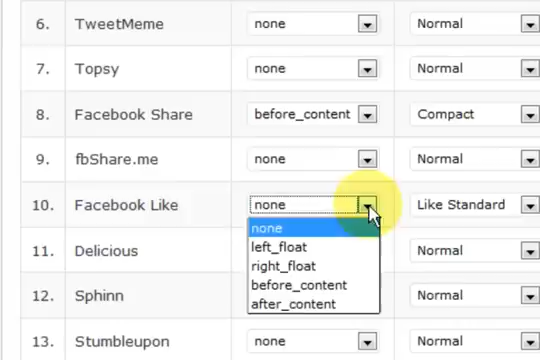 6. TweetMeme none Normal
7. Topsy none Normal
8. Facebook Share before_content Compact
9. fbShare.me none Normal
10. Facebook Like none Like Standard
none
left_float
11. Delicious Normal
right_float
before_content
12. Sphinn Normal
after_content
13. Stumbleupon none Normal